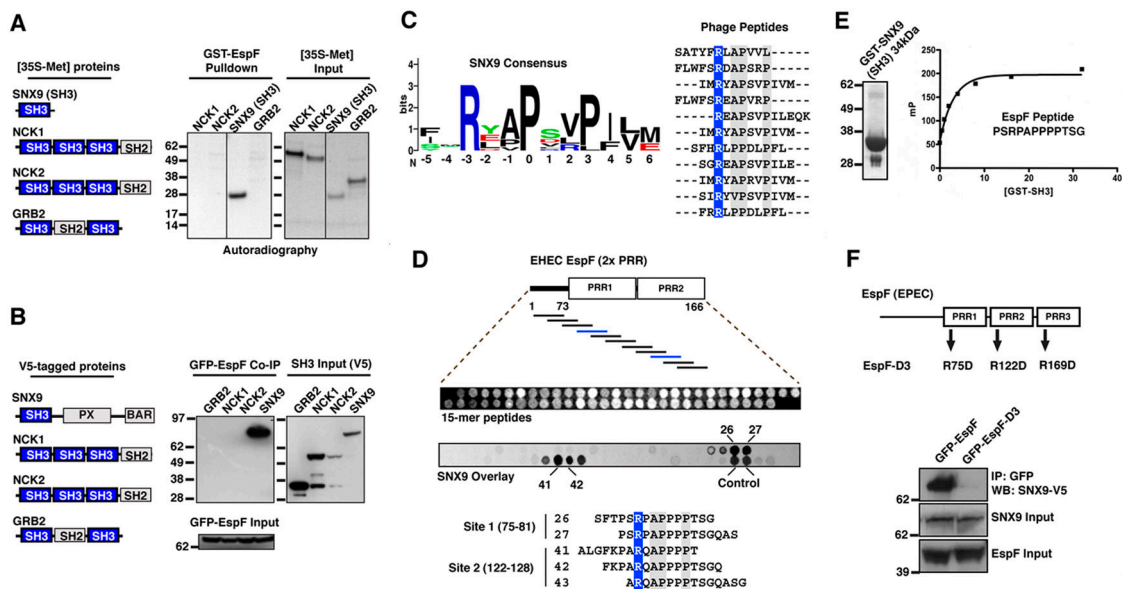 A
[35S-Met] proteins
SNX9 (SH3)
SH3
NCK1
SH3 SH3 SH3 SH2
NCK2
SH3 SH3 SH3 SH2
GRB2
SH3 SH2 SH3
GST-EspF
Pulldown
[35S-Met]
Input
NCK1
NCK2
SNX9 (SH3)
GRB2
NCK1
NCK2
SNX9 (SH3)
GRB2
62
49
38
28
17
14
Autoradiography
B
V5-tagged proteins
SNX9
SH3 PX BAR
NCK1
SH3 SH3 SH3 SH2
NCK2
SH3 SH3 SH3 SH2
GRB2
SH3 SH2 SH3
GFP-EspF Co-IP
SH3 Input (V5)
GRB2
NCK1
NCK2
SNX9
GRB2
NCK1
NCK2
SNX9
97
62
49
38
28
GFP-EspF Input
62
C
SNX9 Consensus
bits
4
3
2
1
0
N
-5 -4 -3 -2 -1 0 1 2 3 4 5 6
Phage Peptides
SATYFRLAPVVL-----
FLWFSRDAPSRP-----
---IMRYAPSVPIVM---
FLWFSREAPVRP-----
-----REAPSVPILEQK
---IMRYAPSVPIVM---
--SFHRLPPDLPFL----
---SGREAPSVPILE---
---IMRYAPRVPIVM---
---SIRYVPSVPIVM---
---FRRLPPDLPFL----
D
EHEC EspF (2x PRR)
PRR1 PRR2
1 73 166
15-mer peptides
26 27
SNX9 Overlay
41 42
Control
Site 1 (75-81)
26 SFTPSRPAPPPPTSG
27 PSRPAPPPPTSGQAS
Site 2 (122-128)
41 ALGFKPARQAPPPPT
42 FKPARQAPPPPTSGQ
43 ARQAPPPPTSGQASG
E
GST-SNX9
(SH3) 34kDa
62
49
38
28
mP
200
150
100
50
0
0 10 20 30 40
[GST-SH3]
EspF Peptide
PSRPAPPPPTSG
F
EspF (EPEC)
PRR1 PRR2 PRR3
EspF-D3
R75D R122D R169D
GFP-EspF
GFP-EspF-D3
IP: GFP
WB: SNX9-V5
62
SNX9 Input
62
EspF Input
39